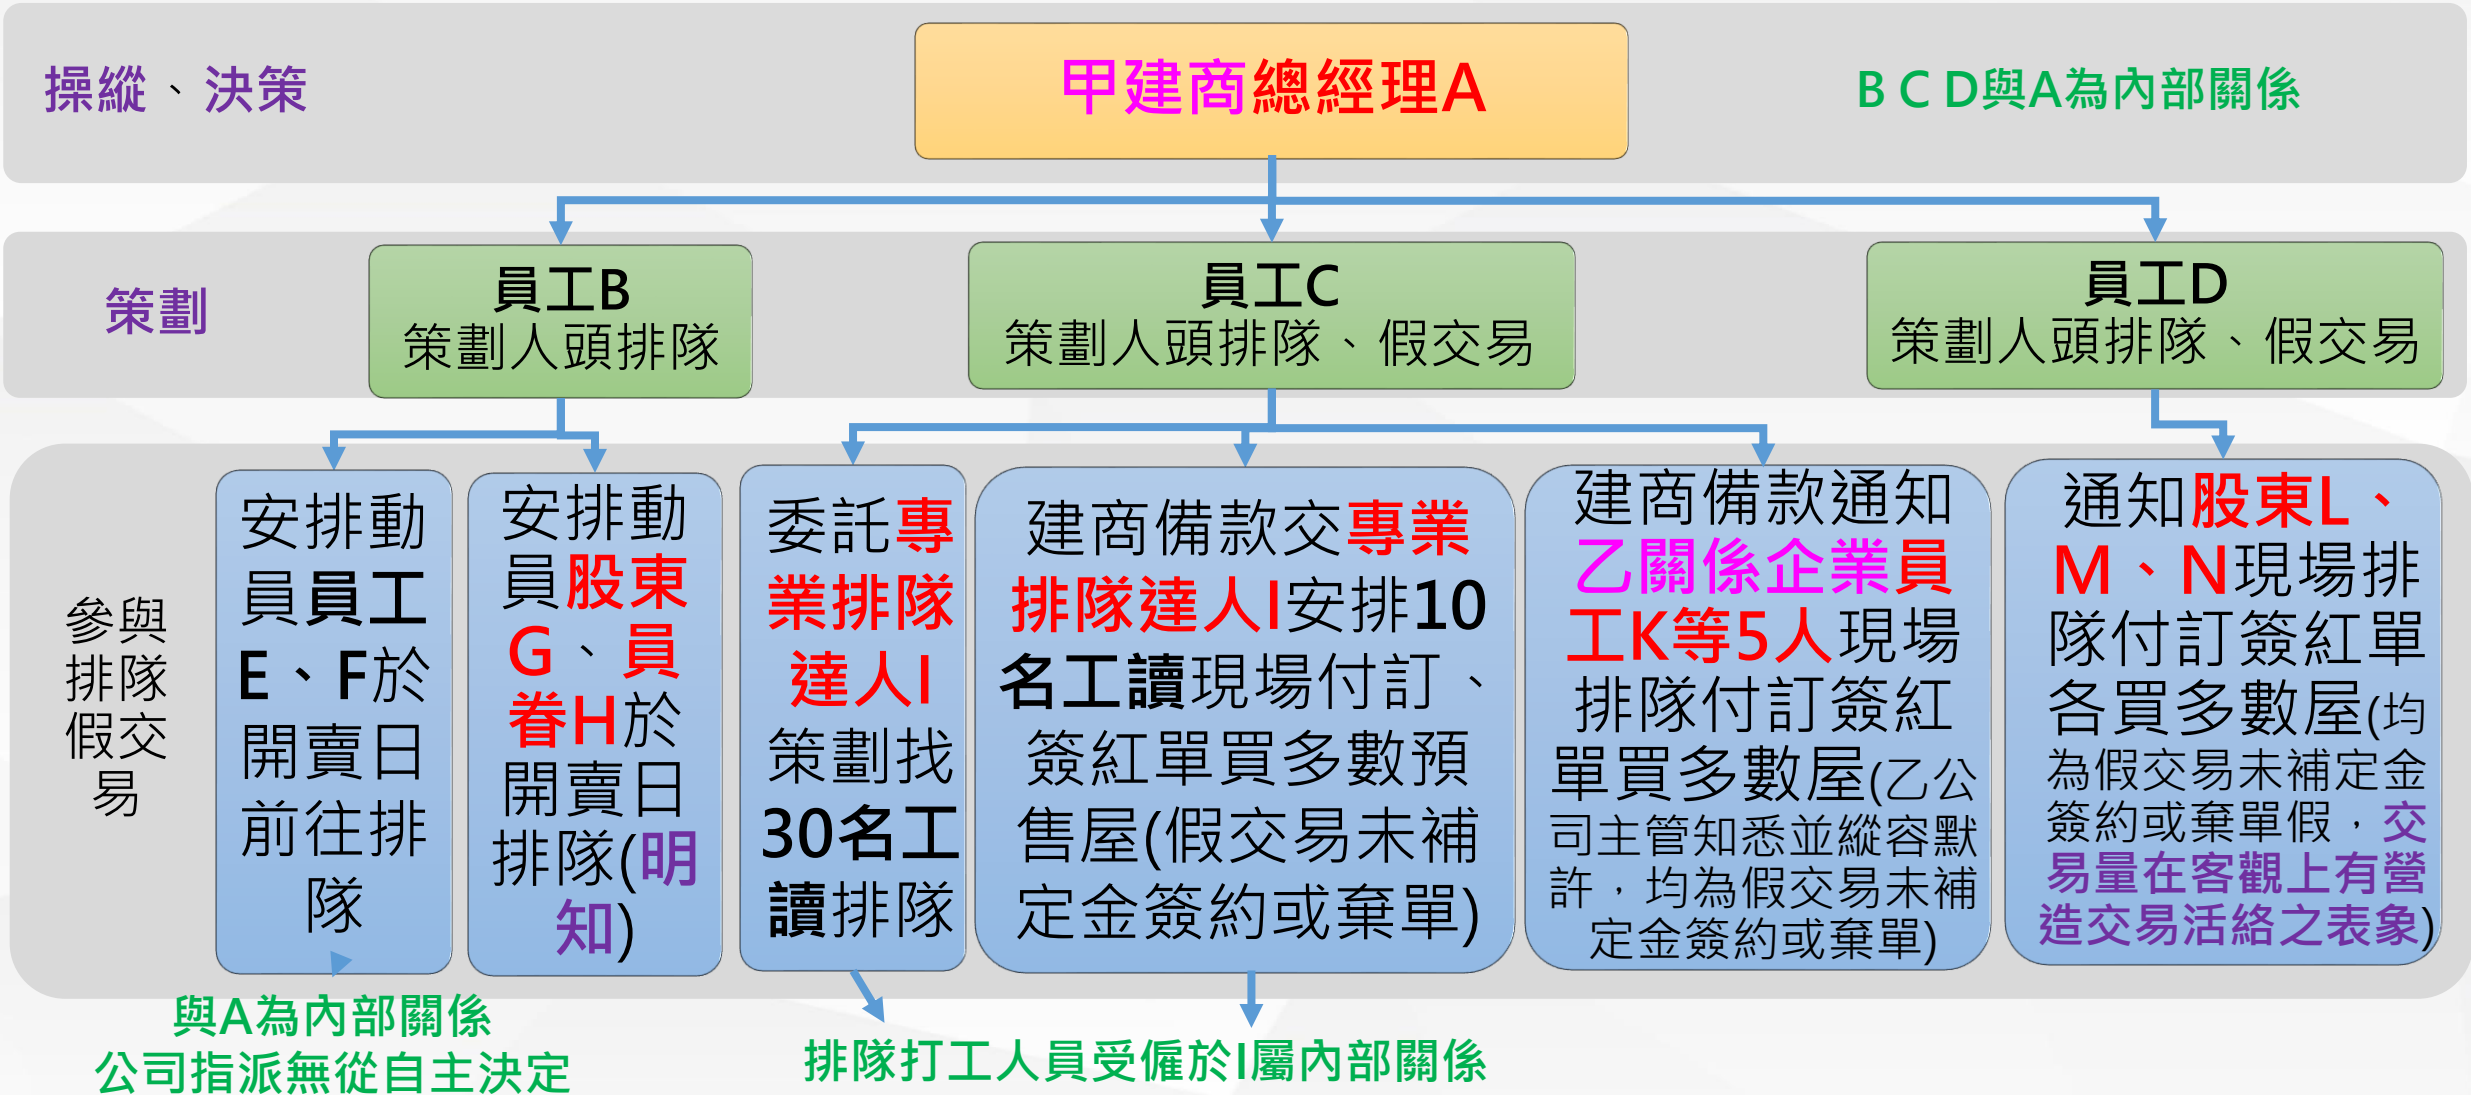 操縱、決策
甲建商總經理A
B C D與A為內部關係
策劃
員工B
策劃人頭排隊
員工C
策劃人頭排隊、假交易
員工D
策劃人頭排隊、假交易
參與
排隊
假交
易
安排動
員員工
E、F於
開賣日
前往排
隊
安排動
員股東
G、員
眷H於
開賣日
排隊(明
知)
委託專
業排隊
達人I
策劃找
30名工
讀排隊
建商備款交專業
排隊達人I安排10
名工讀現場付訂、
簽紅單買多數預
售屋(假交易未補
定金簽約或棄單)
建商備款通知
乙關係企業員
工K等5人現場
排隊付訂簽紅
單買多數屋(乙公
司主管知悉並縱容默
許，均為假交易未補
定金簽約或棄單)
通知股東L、
M、N現場排
隊付訂簽紅單
各買多數屋(均
為假交易未補定金
簽約或棄單假，交
易量在客觀上有營
造交易活絡之表象)
與A為內部關係
公司指派無從自主決定
排隊打工人員受僱於I屬內部關係